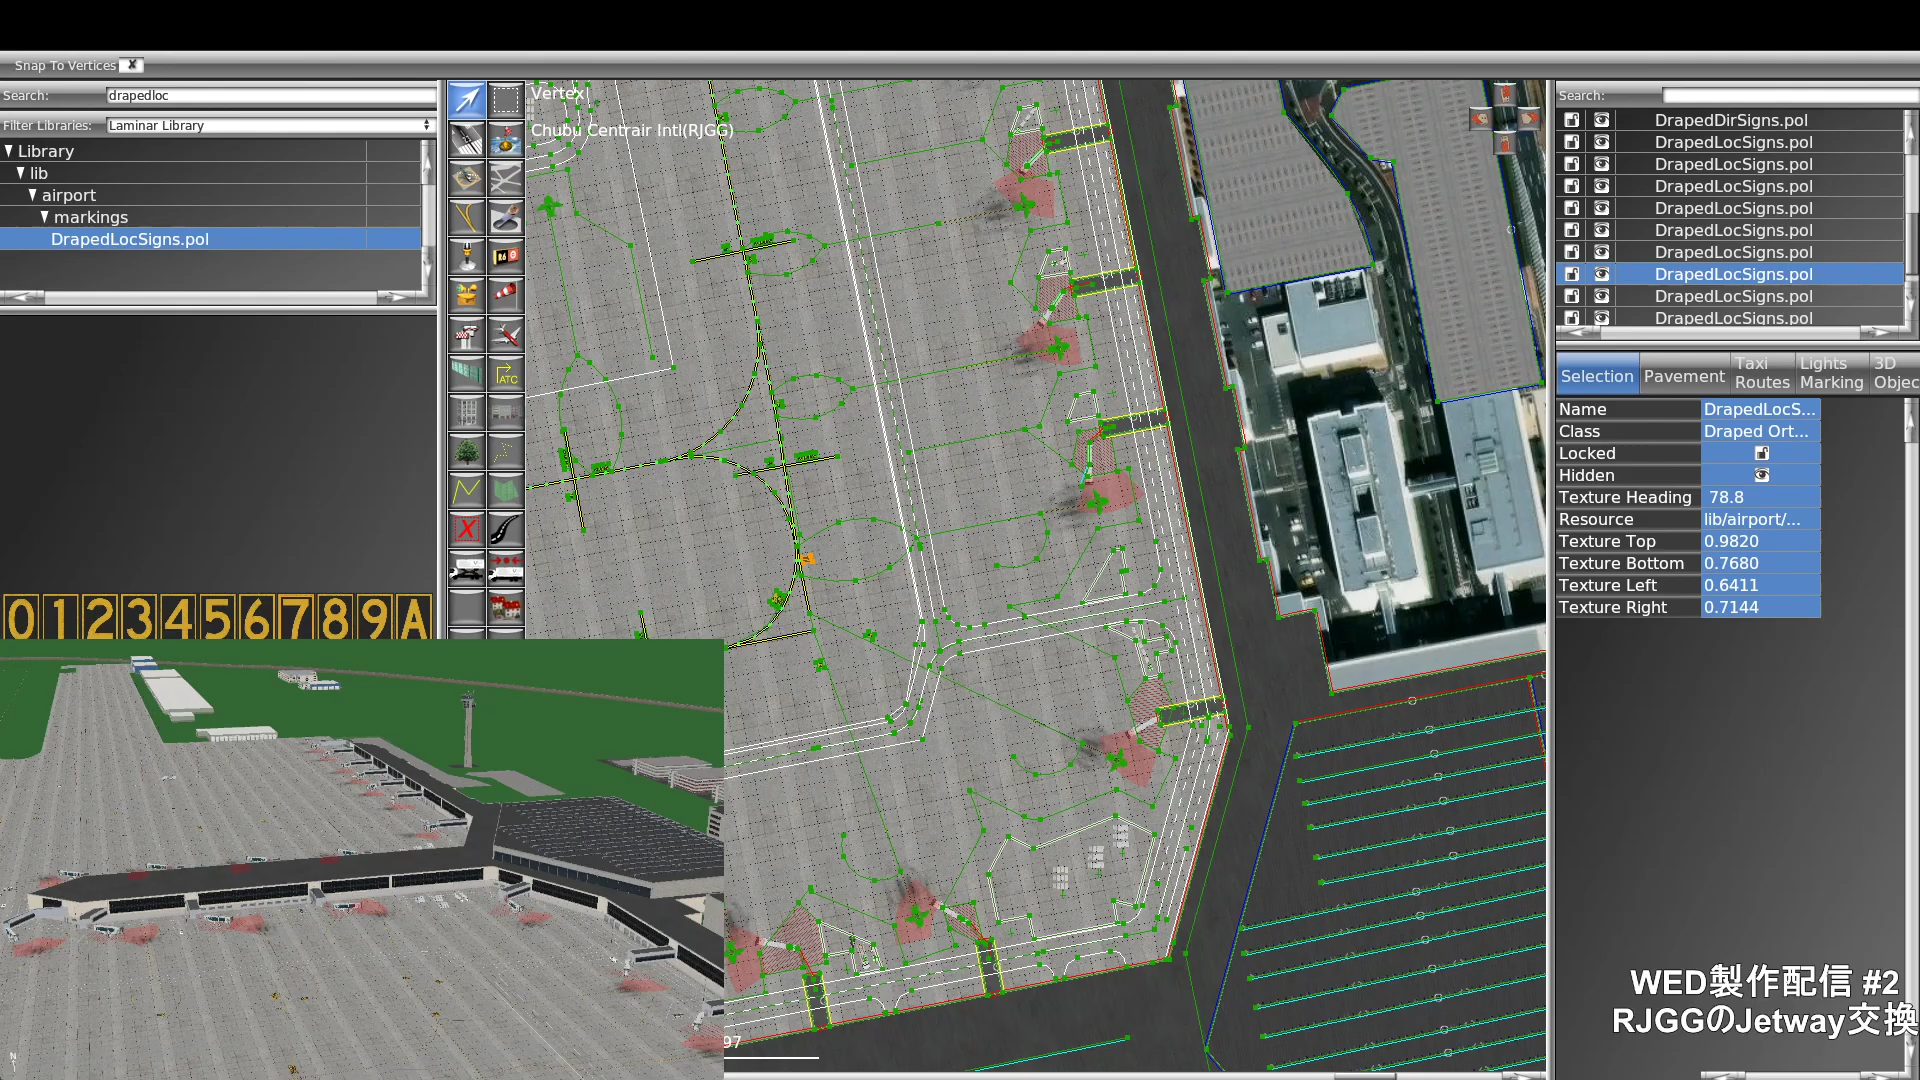 Snap To Vertices
Search: drapedloc
Filter Libraries: Laminar Library
Library
lib
airport
markings
DrapedLocSigns.pol
0123456789A
Vertex
Chubu Centrair Intl(RJGG)
R6
ATC
X
N
97
Search:
DrapedDirSigns.pol
DrapedLocSigns.pol
DrapedLocSigns.pol
DrapedLocSigns.pol
DrapedLocSigns.pol
DrapedLocSigns.pol
DrapedLocSigns.pol
DrapedLocSigns.pol
DrapedLocSigns.pol
DrapedLocSigns.pol
Selection Pavement Taxi Routes Lights Marking 3D Objec
Name DrapedLocS...
Class Draped Ort...
Locked
Hidden
Texture Heading 78.8
Resource lib/airport/...
Texture Top 0.9820
Texture Bottom 0.7680
Texture Left 0.6411
Texture Right 0.7144
WED製作配信 #2
RJGGのJetway交換